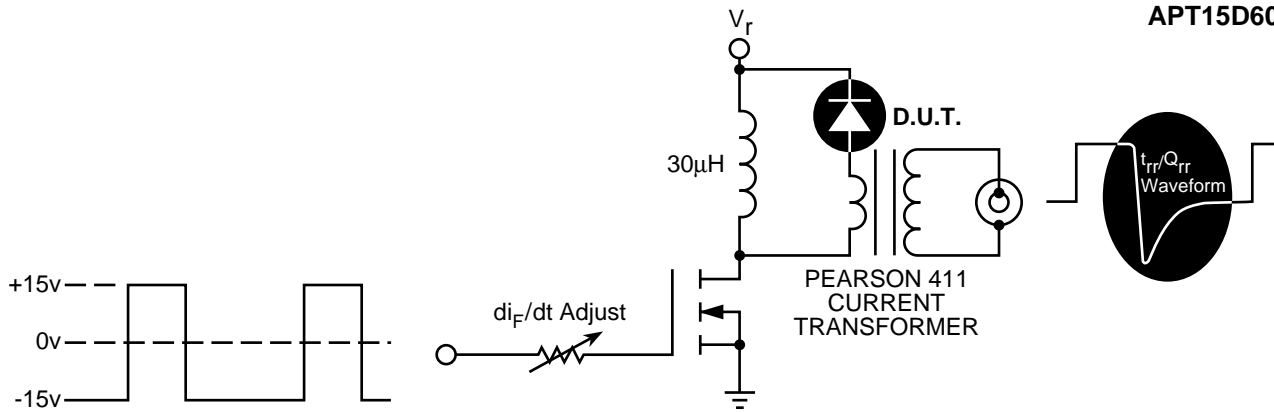 APT15D60
Vr
D.U.T.
30μH
trr/Qrr
Waveform
PEARSON 411
CURRENT
TRANSFORMER
+15v
diF/dt Adjust
0v
-15v